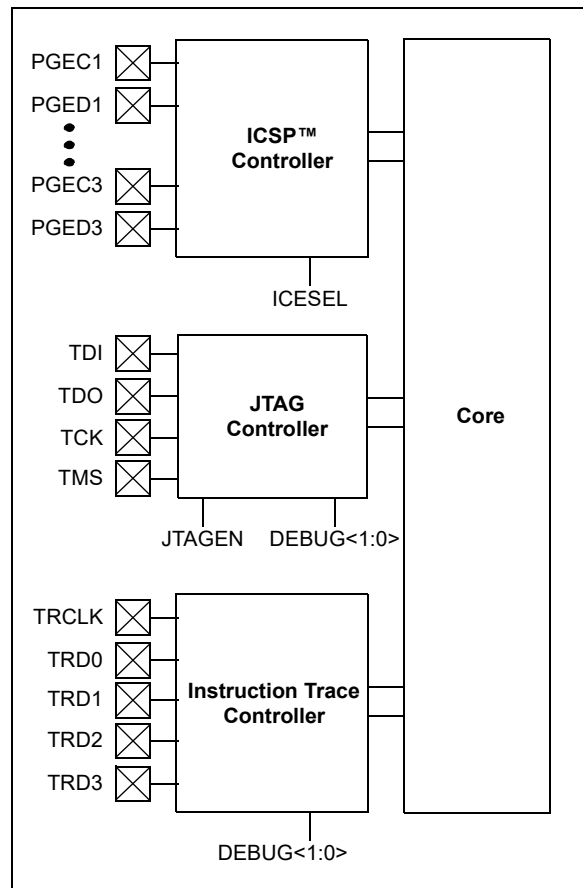 PGEC1
PGED1
PGEC3
PGED3
ICSP™
Controller
ICESEL
TDI
TDO
TCK
TMS
JTAG
Controller
JTAGEN
DEBUG<1:0>
Core
TRCLK
TRD0
TRD1
TRD2
TRD3
Instruction Trace
Controller
DEBUG<1:0>